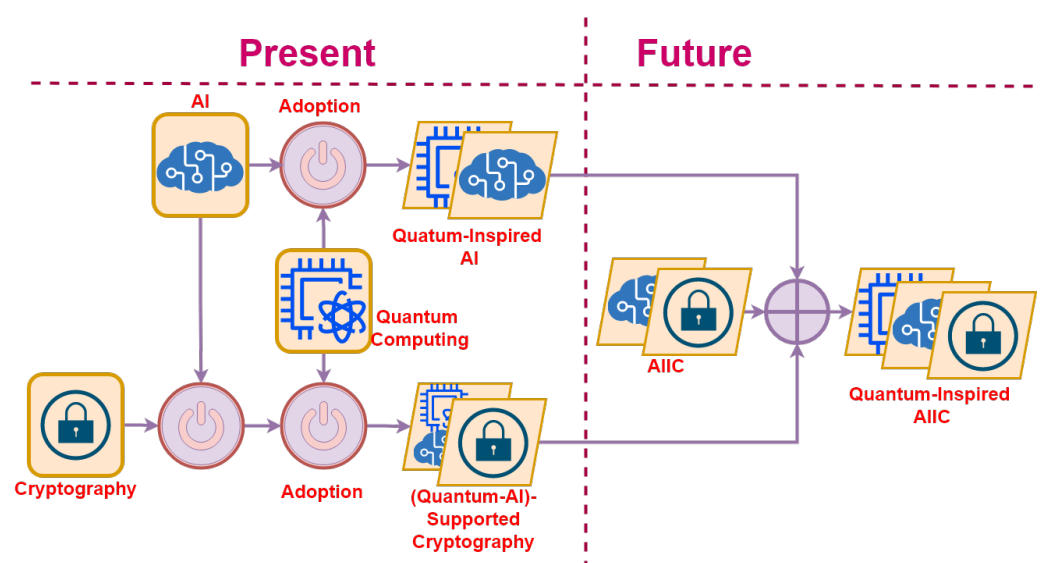 Present
Future
AI
Adoption
Quatum-Inspired
AI
Quantum
Computing
AIIC
Quantum-Inspired
AIIC
Cryptography
Adoption
(Quantum-AI)-
Supported
Cryptography